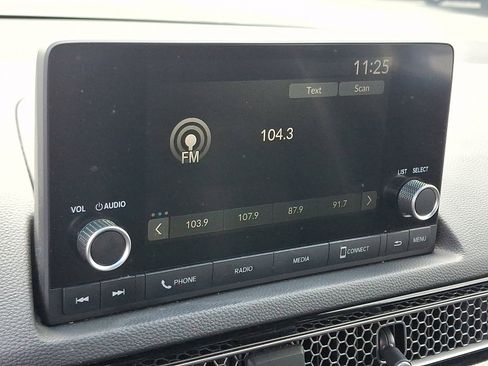 11:25
Text Scan
104.3
FM
LIST SELECT
VOL AUDIO
103.9 107.9 87.9 91.7
PHONE RADIO MEDIA CONNECT MENU